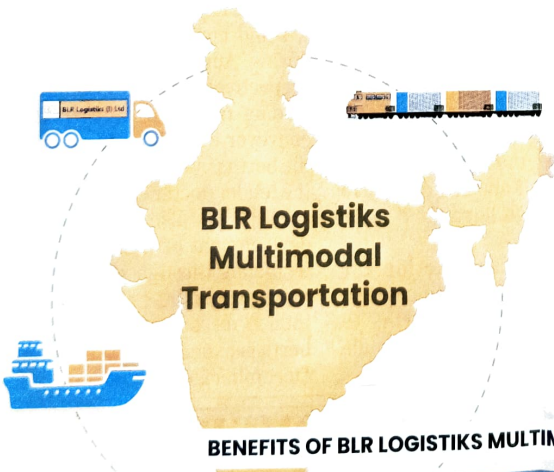 BLR Logistiks (I) Ltd
BLR Logistiks
Multimodal
Transportation
BENEFITS OF BLR LOGISTIKS MULTIM